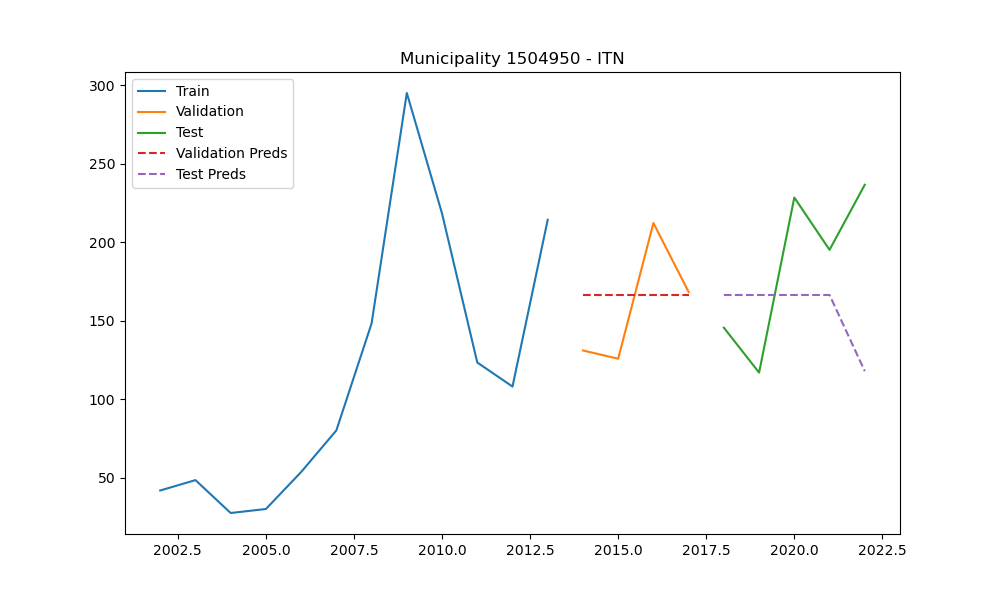 Municipality 1504950 - ITN
Train
Validation
Test
Validation Preds
Test Preds
300
250
200
150
100
50
2002.5 2005.0 2007.5 2010.0 2012.5 2015.0 2017.5 2020.0 2022.5